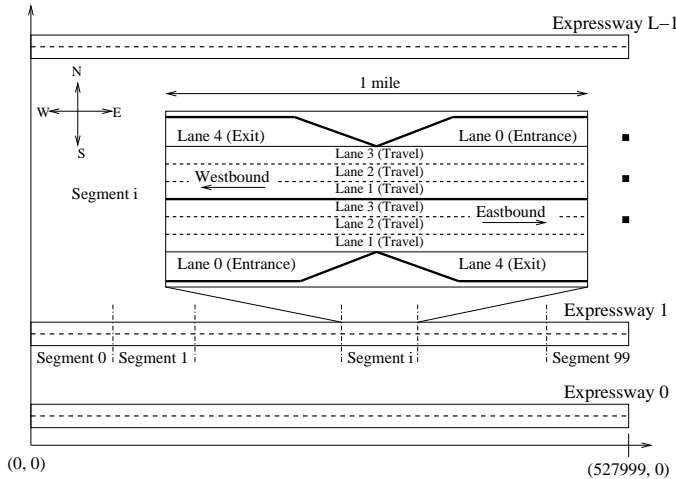 Expressway L−1
1 mile
N
W E
S
Lane 4 (Exit) Lane 0 (Entrance)
Lane 3 (Travel)
Lane 2 (Travel)
Westbound
Lane 1 (Travel)
Segment i
Lane 3 (Travel)
Eastbound
Lane 2 (Travel)
Lane 1 (Travel)
Lane 0 (Entrance) Lane 4 (Exit)
Expressway 1
Segment 0 Segment 1 Segment i Segment 99
Expressway 0
(0, 0)
(527999, 0)